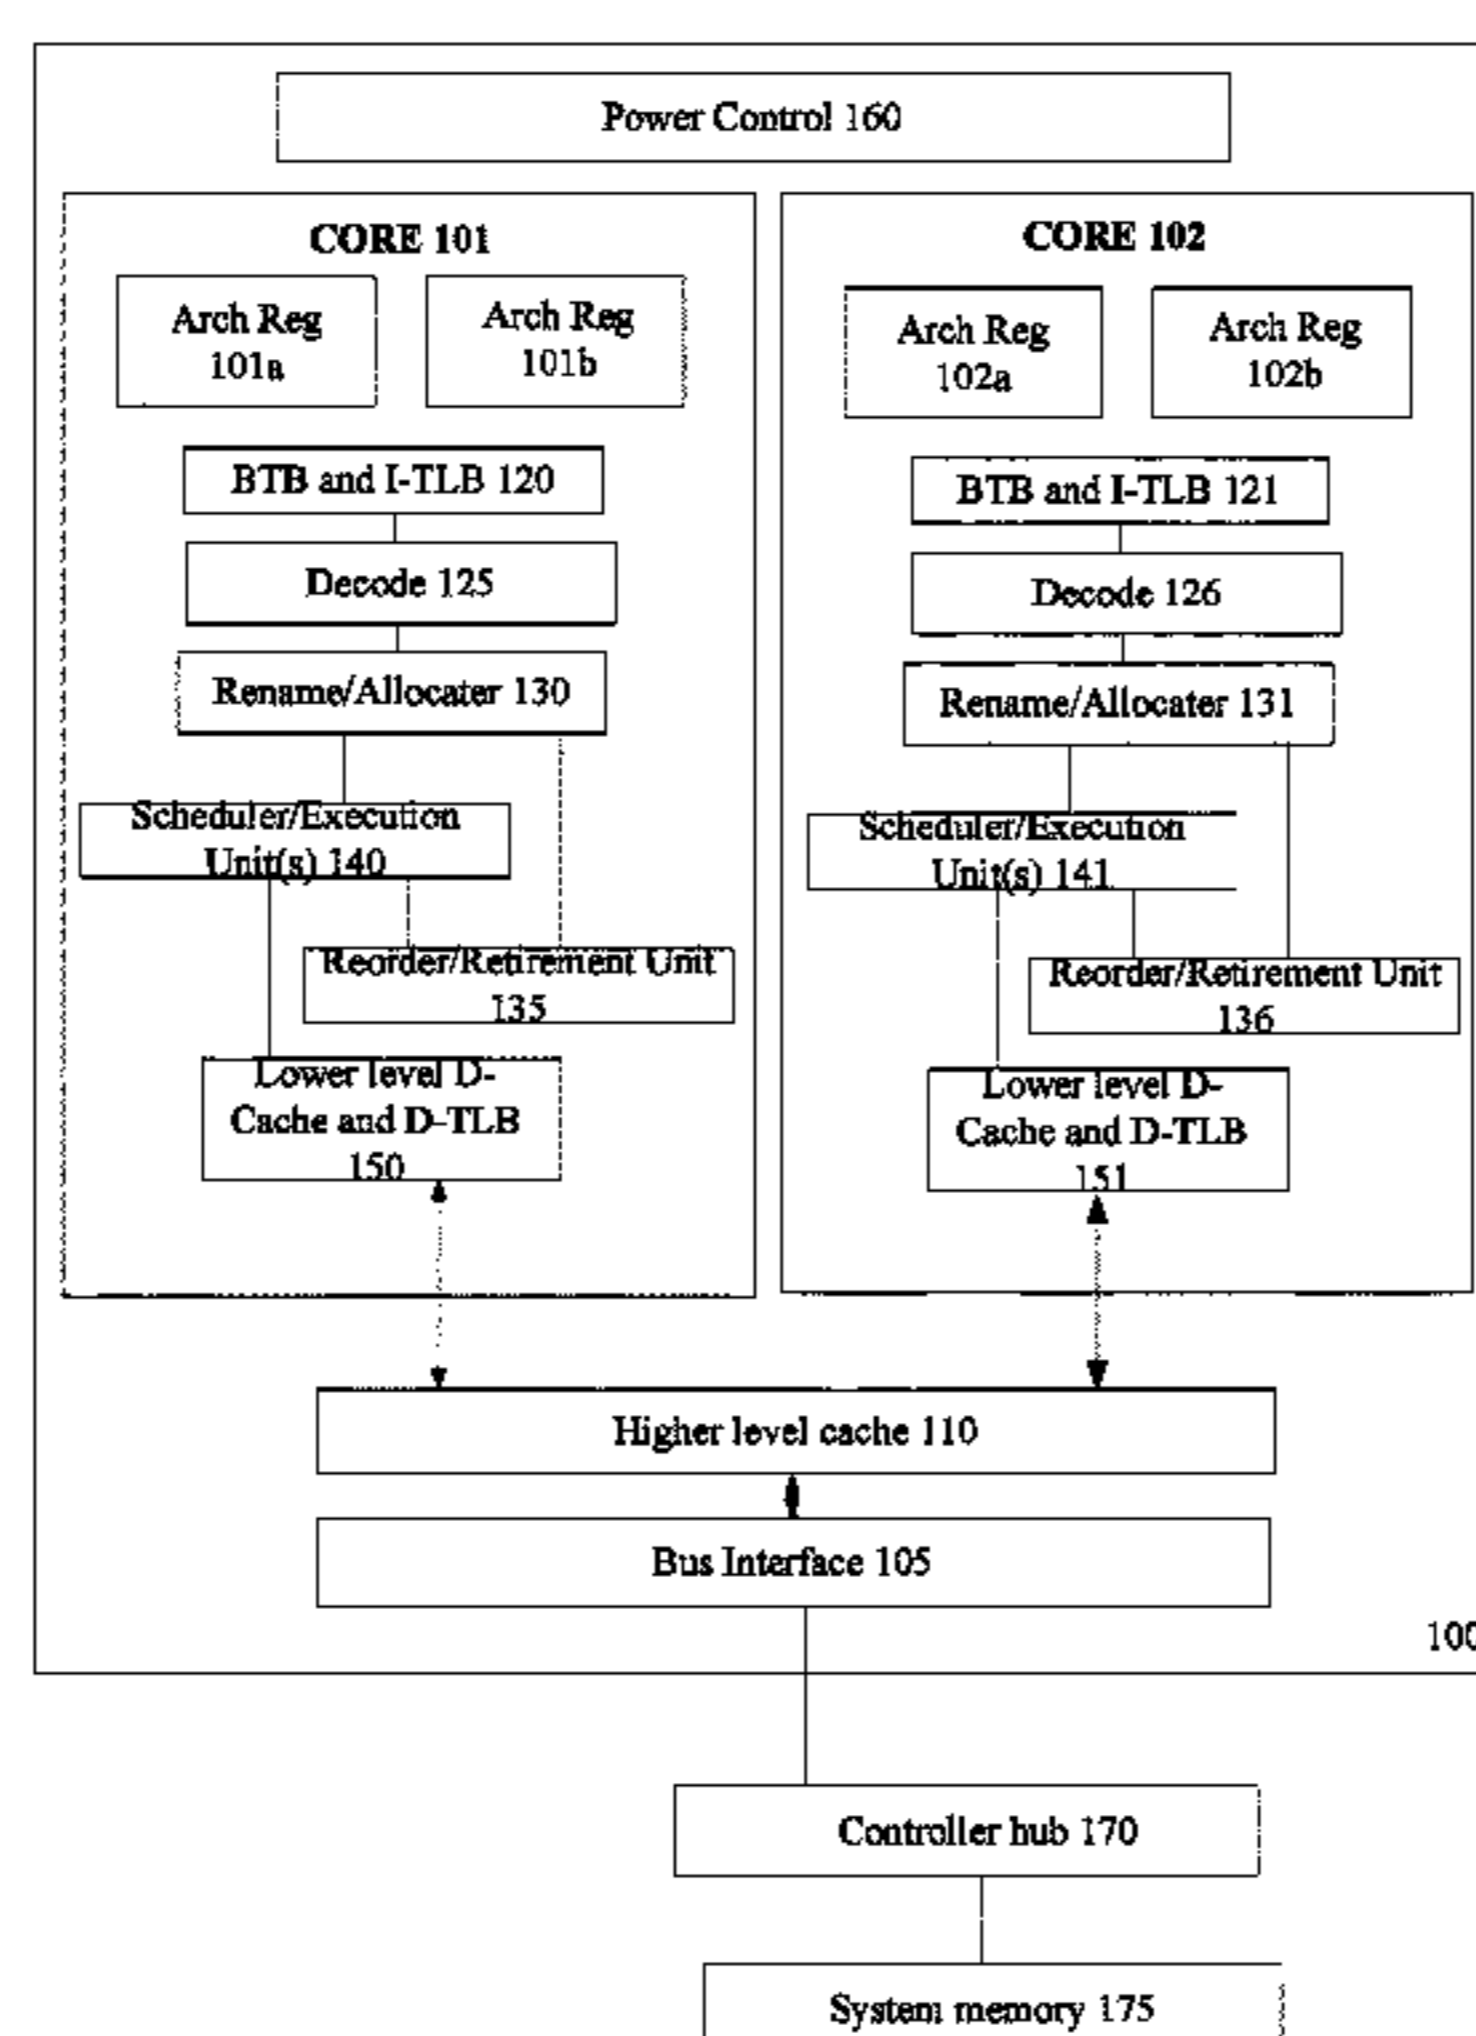 Power Control 160
CORE 101
Arch Reg
101a
Arch Reg
101b
BTB and I-TLB 120
Decode 125
Rename/Allocater 130
Scheduler/Execution
Unit(s) 140
Reorder/Retirement Unit
135
Lower level D-
Cache and D-TLB
150
CORE 102
Arch Reg
102a
Arch Reg
102b
BTB and I-TLB 121
Decode 126
Rename/Allocater 131
Scheduler/Execution
Unit(s) 141
Reorder/Retirement Unit
136
Lower level D-
Cache and D-TLB
151
Higher level cache 110
Bus Interface 105
100
Controller hub 170
System memory 175